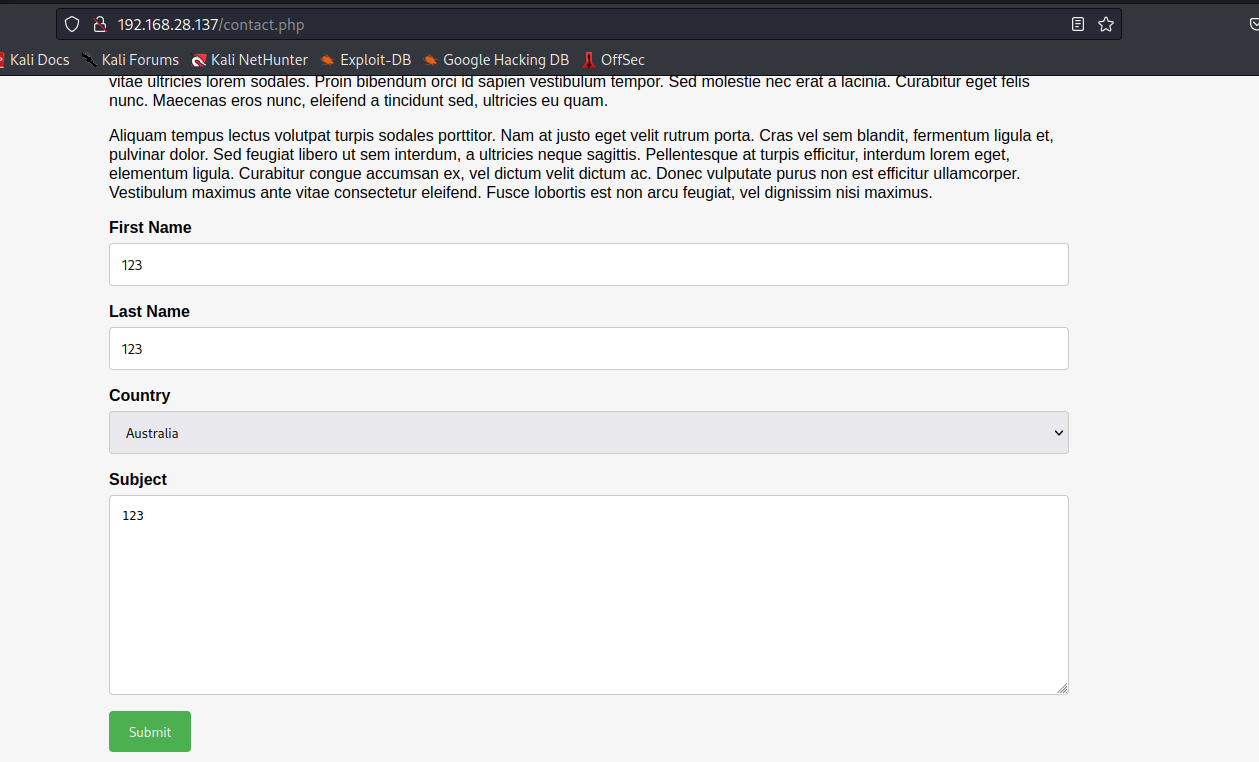 192.168.28.137/contact.php
Kali Docs Kali Forums Kali NetHunter Exploit-DB Google Hacking DB OffSec
vitae ultricies lorem sodales. Proin bibendum orci id sapien vestibulum tempor. Sed molestie nec erat a lacinia. Curabitur eget felis
nunc. Maecenas eros nunc, eleifend a tincidunt sed, ultricies eu quam.
Aliquam tempus lectus volutpat turpis sodales porttitor. Nam at justo eget velit rutrum porta. Cras vel sem blandit, fermentum ligula et,
pulvinar dolor. Sed feugiat libero ut sem interdum, a ultricies neque sagittis. Pellentesque at turpis efficitur, interdum lorem eget,
elementum ligula. Curabitur congue accumsan ex, vel dictum velit dictum ac. Donec vulputate purus non est efficitur ullamcorper.
Vestibulum maximus ante vitae consectetur eleifend. Fusce lobortis est non arcu feugiat, vel dignissim nisi maximus.
First Name
123
Last Name
123
Country
Australia
Subject
123
Submit